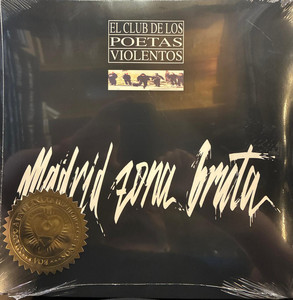 EL CLUB DE LOS
POETAS
VIOLENTOS
Madrid zona bruta